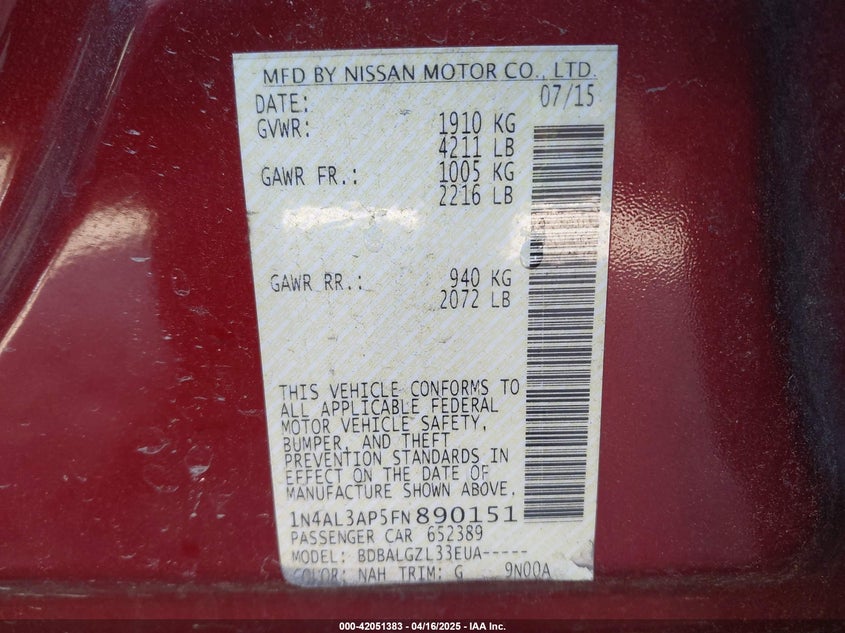 MFD BY NISSAN MOTOR CO., LTD.
DATE: 07/15
GVWR: 1910 KG
4211 LB
GAWR FR.: 1005 KG
2216 LB
GAWR RR.: 940 KG
2072 LB
THIS VEHICLE CONFORMS TO
ALL APPLICABLE FEDERAL
MOTOR VEHICLE SAFETY,
BUMPER, AND THEFT
PREVENTION STANDARDS IN
EFFECT ON THE DATE OF
MANUFACTURE SHOWN ABOVE.
1N4AL3AP5FN890151
PASSENGER CAR 652389
MODEL: BDBALGZL33EUA-----
COLOR: NAH TRIM: G 9N00A
000-42051383 - 04/16/2025 - IAA Inc.